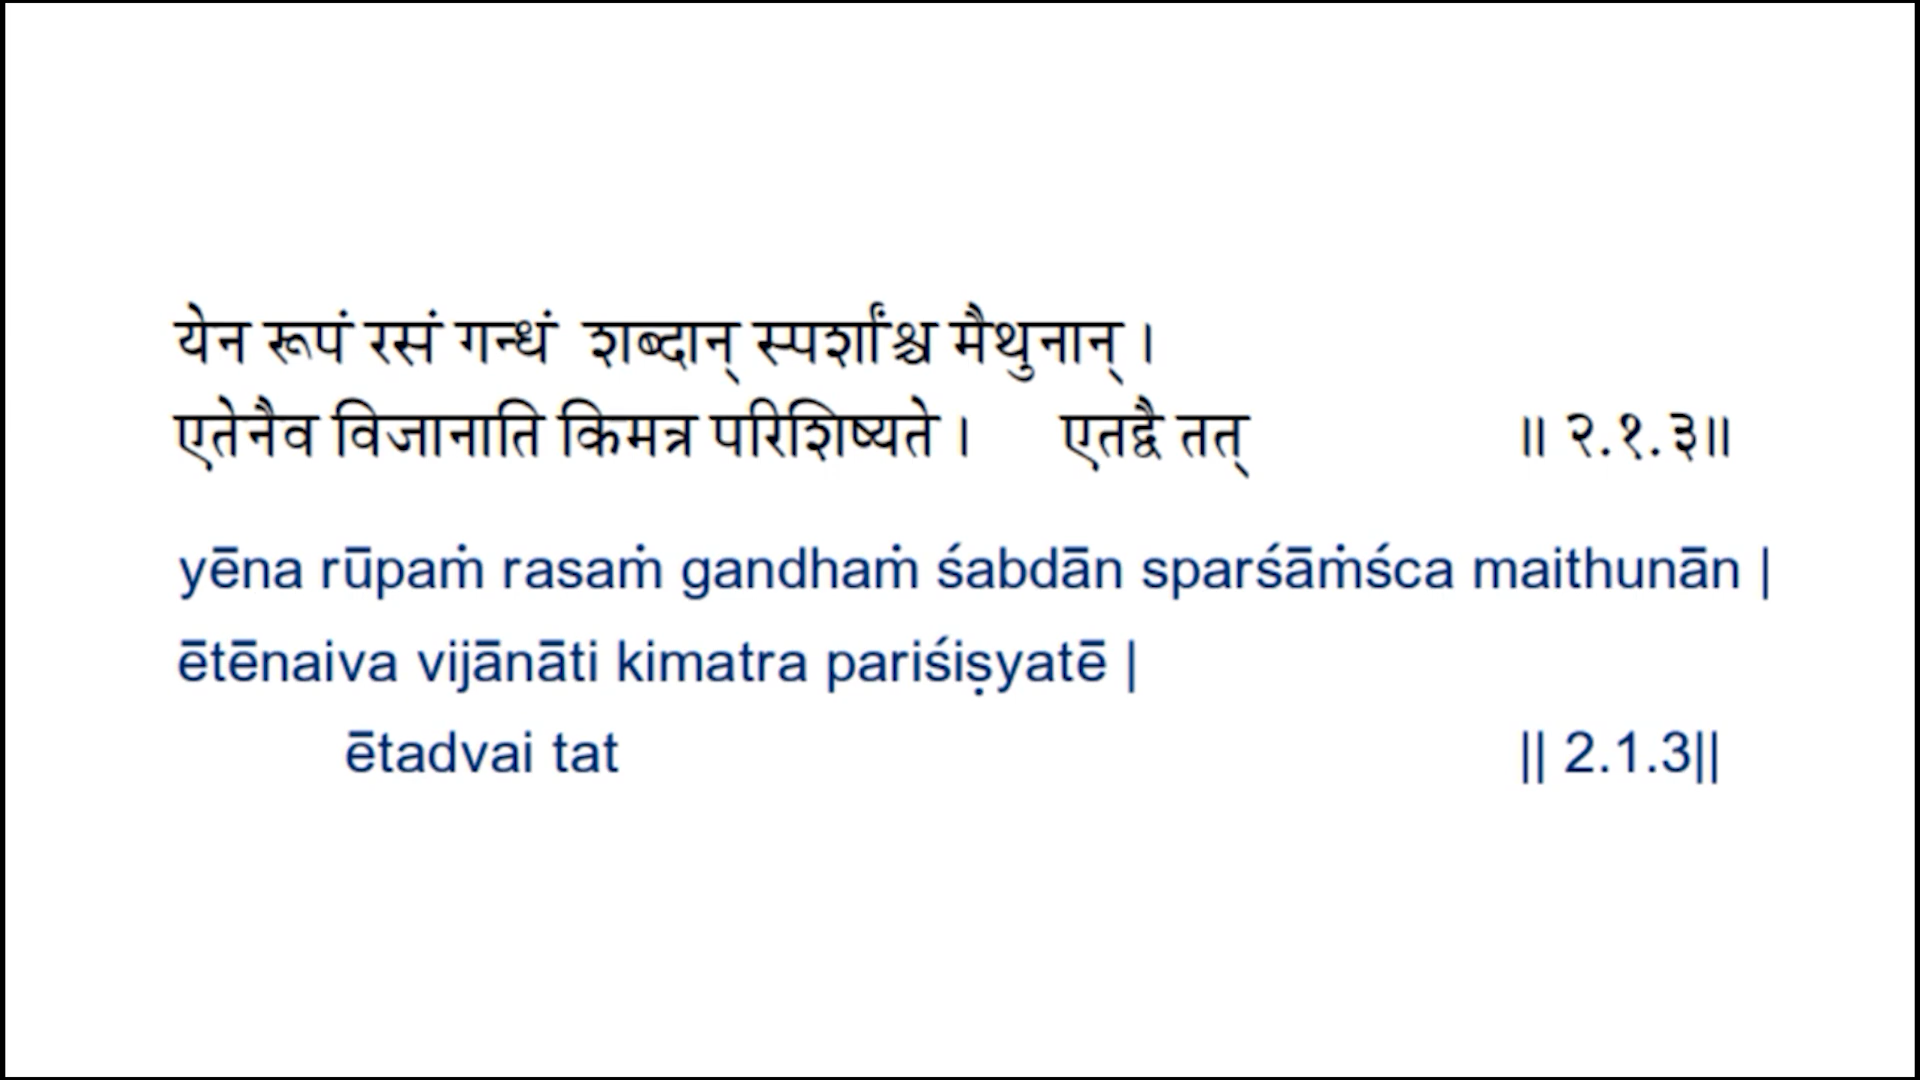 येन रूपं रसं गन्धं शब्दान् स्पर्शांश्च मैथुनान् ।
एतेनैव विजानाति किमत्र परिशिष्यते । एतद्वै तत् ॥ २.१.३॥
yēna rūpaṁ rasaṁ gandhaṁ śabdān sparśāṁśca maithunān |
ētēnaiva vijānāti kimatra pariśiṣyatē |
ētadvai tat || 2.1.3||